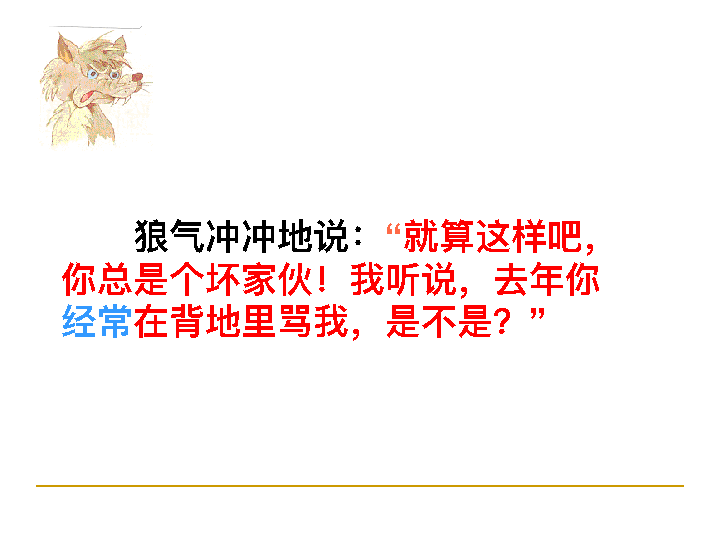 狼气冲冲地说：“就算这样吧，
你总是个坏家伙！我听说，去年你
经常在背地里骂我，是不是？”